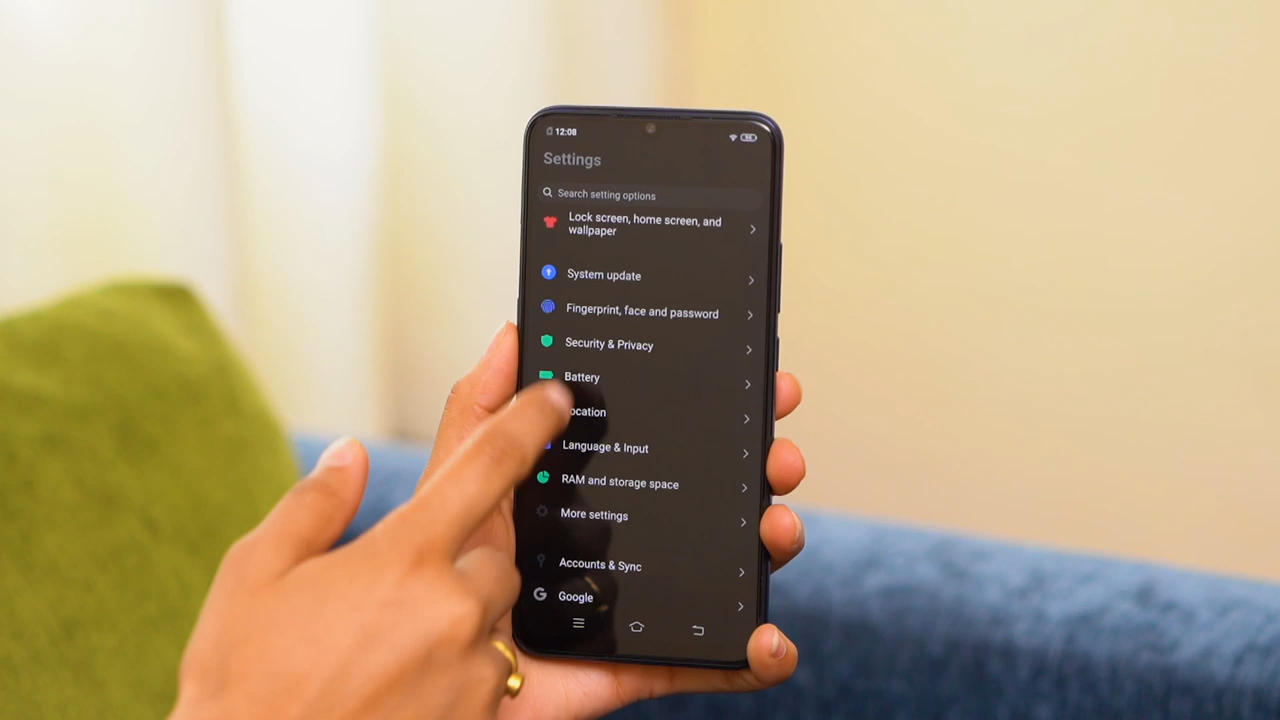 12:08
Settings
Search setting options
Lock screen, home screen, and
wallpaper
System update
Fingerprint, face and password
Security & Privacy
Battery
ocation
Language & Input
RAM and storage space
More settings
Accounts & Sync
Google